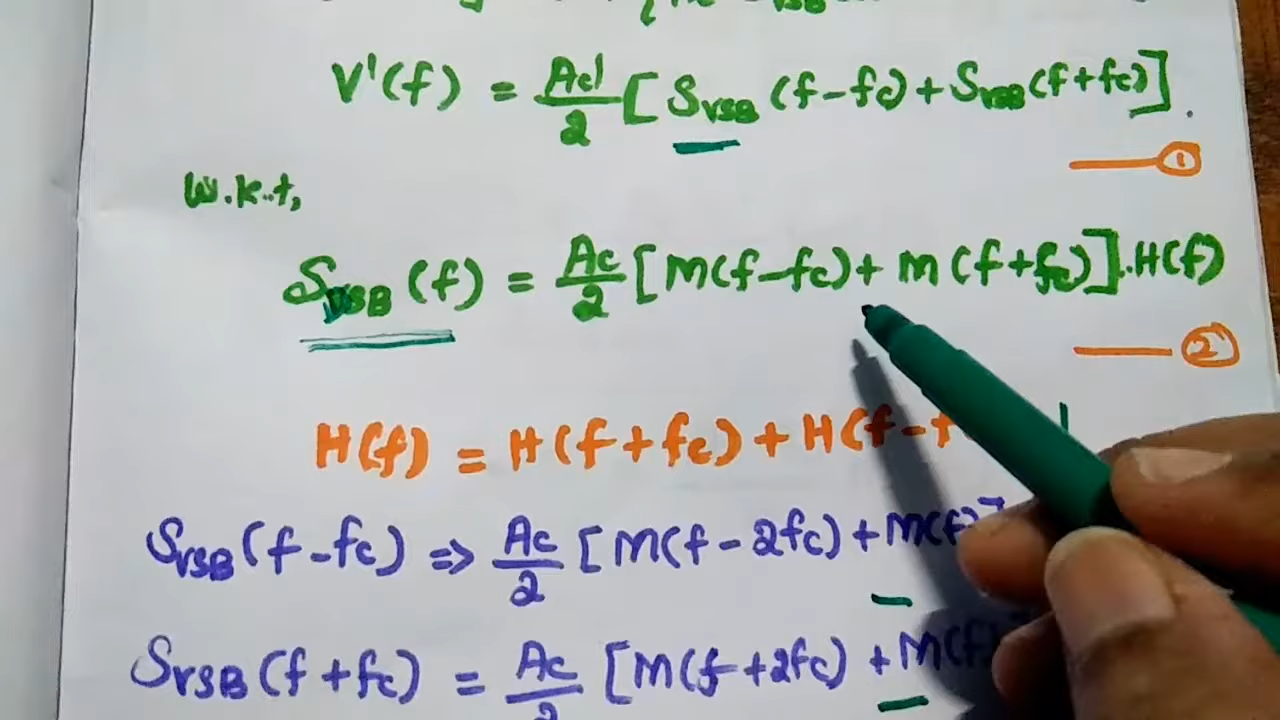 V'(f) = Ac'/2 [SVSB (f-fc) + SVSB (f+fc)].
①
w.k.t,
SVSB (f) = Ac/2 [M(f-fc) + M(f+fc)].H(f)
②
H(f) = H(f+fc) + H(f-f
SVSB (f-fc) ⇒ Ac/2 [M(f-2fc) + M(f)]
SVSB (f+fc) = Ac/2 [M(f+2fc) + M(f)